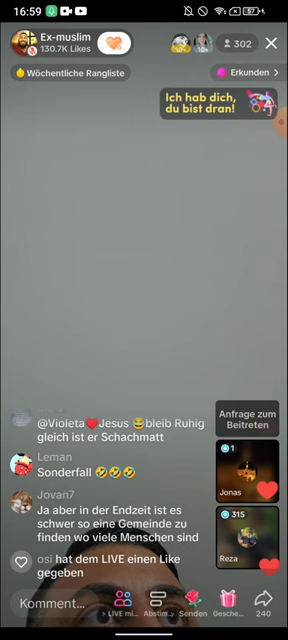 16:59
57
Ex-muslim
130.7K Likes
302
Wöchentliche Rangliste
Erkunden >
Ich hab dich,
du bist dran!
@Violeta❤️Jesus 😂bleib Ruhig
gleich ist er Schachmatt
Anfrage zum
Beitreten
Leman
Sonderfall 🤣🤣🤣
1
Jonas
Jovan7
Ja aber in der Endzeit ist es
schwer so eine Gemeinde zu
finden wo viele Menschen sind
315
Reza
osi hat dem LIVE einen Like
gegeben
Komment...
LIVE mi...
Abstim...
Senden
Gesche...
240